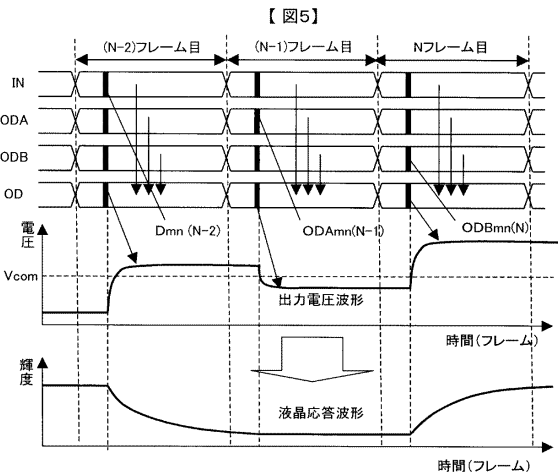 【 図5】
(N-2)フレーム目 (N-1)フレーム目 Nフレーム目
IN
ODA
ODB
OD
Dmn (N-2) ODAmn(N-1) ODBmn(N)
電圧
Vcom
出力電圧波形
時間(フレーム)
輝度
液晶応答波形
時間(フレーム)